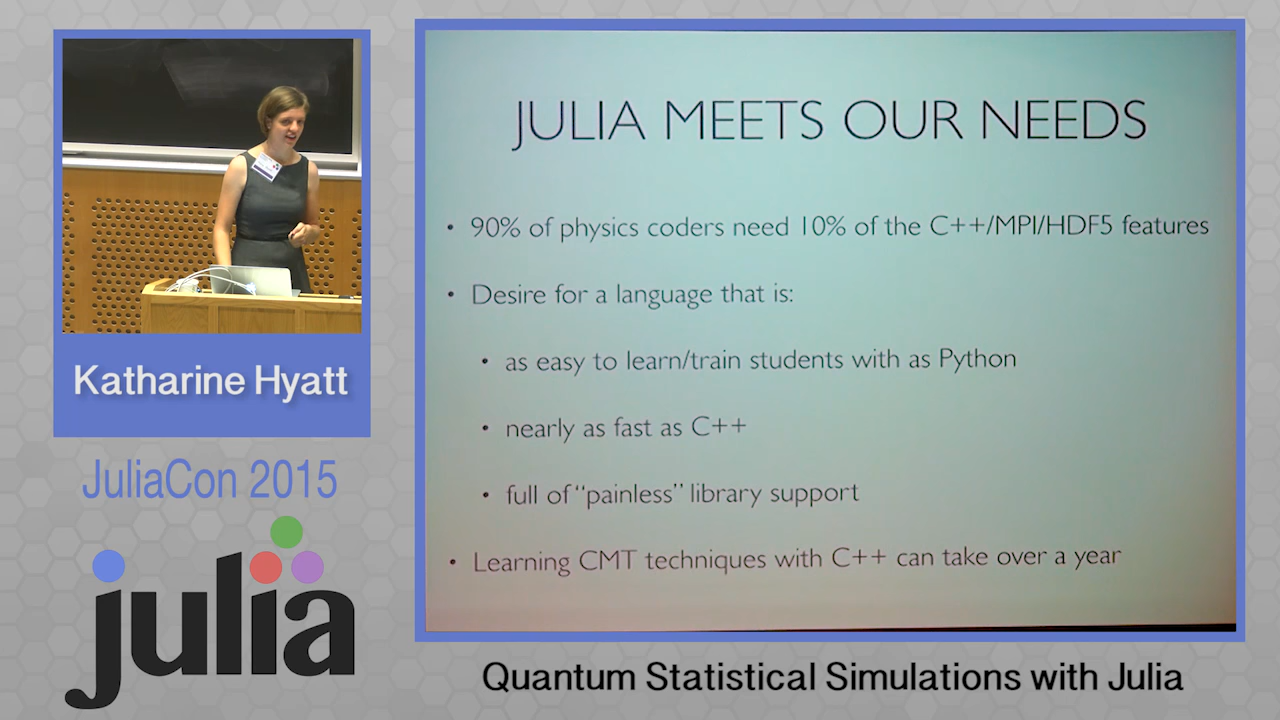 JULIA MEETS OUR NEEDS
• 90% of physics coders need 10% of the C++/MPI/HDF5 features
• Desire for a language that is:
• as easy to learn/train students with as Python
• nearly as fast as C++
• full of "painless" library support
• Learning CMT techniques with C++ can take over a year
Katharine Hyatt
JuliaCon 2015
julia
Quantum Statistical Simulations with Julia